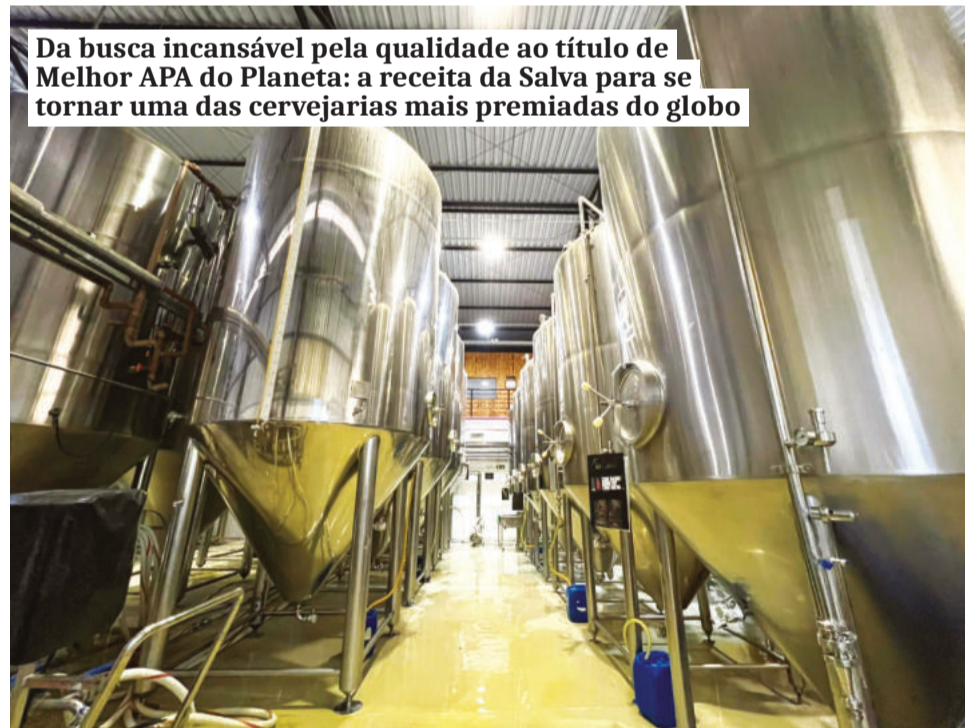 Da busca incansável pela qualidade ao título de
Melhor APA do Planeta: a receita da Salva para se
tornar uma das cervejarias mais premiadas do globo